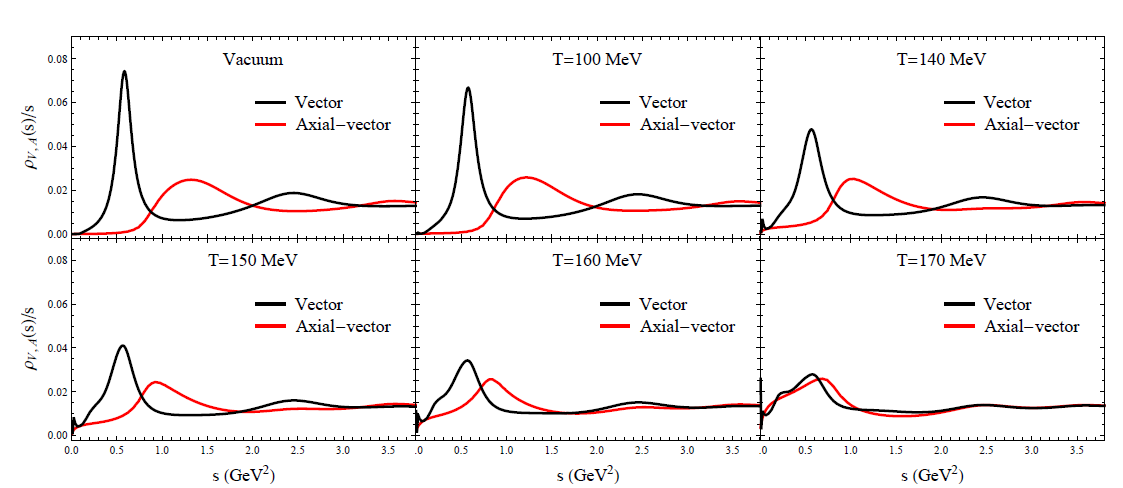 Vacuum
T=100 MeV
T=140 MeV
Vector
Axial−vector
Vector
Axial−vector
Vector
Axial−vector
ρV,A(s)/s
0.08
0.06
0.04
0.02
0.00
T=150 MeV
T=160 MeV
T=170 MeV
Vector
Axial−vector
Vector
Axial−vector
Vector
Axial−vector
ρV,A(s)/s
0.08
0.06
0.04
0.02
0.00
0.0 0.5 1.0 1.5 2.0 2.5 3.0 3.5 .0 0.5 1.0 1.5 2.0 2.5 3.0 3.5 .0 0.5 1.0 1.5 2.0 2.5 3.0 3.5
s (GeV²) s (GeV²) s (GeV²)